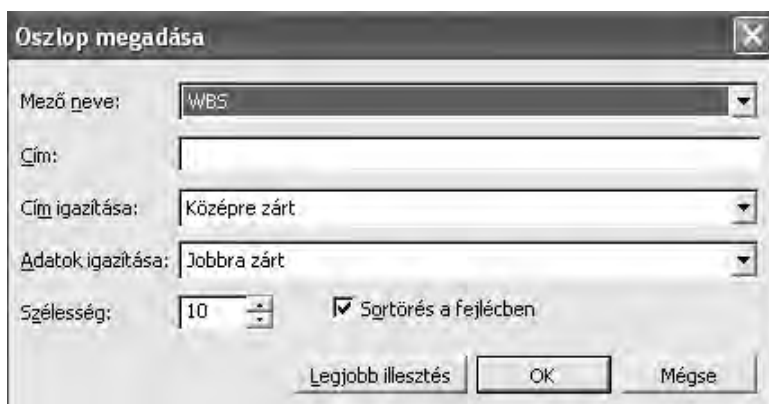 Oszlop megadása
Mező neve: WBS
Cím:
Cím igazítása: Középre zárt
Adatok igazítása: Jobbra zárt
Szélesség: 10 Sortörés a fejlécben
Legjobb illesztés OK Mégse